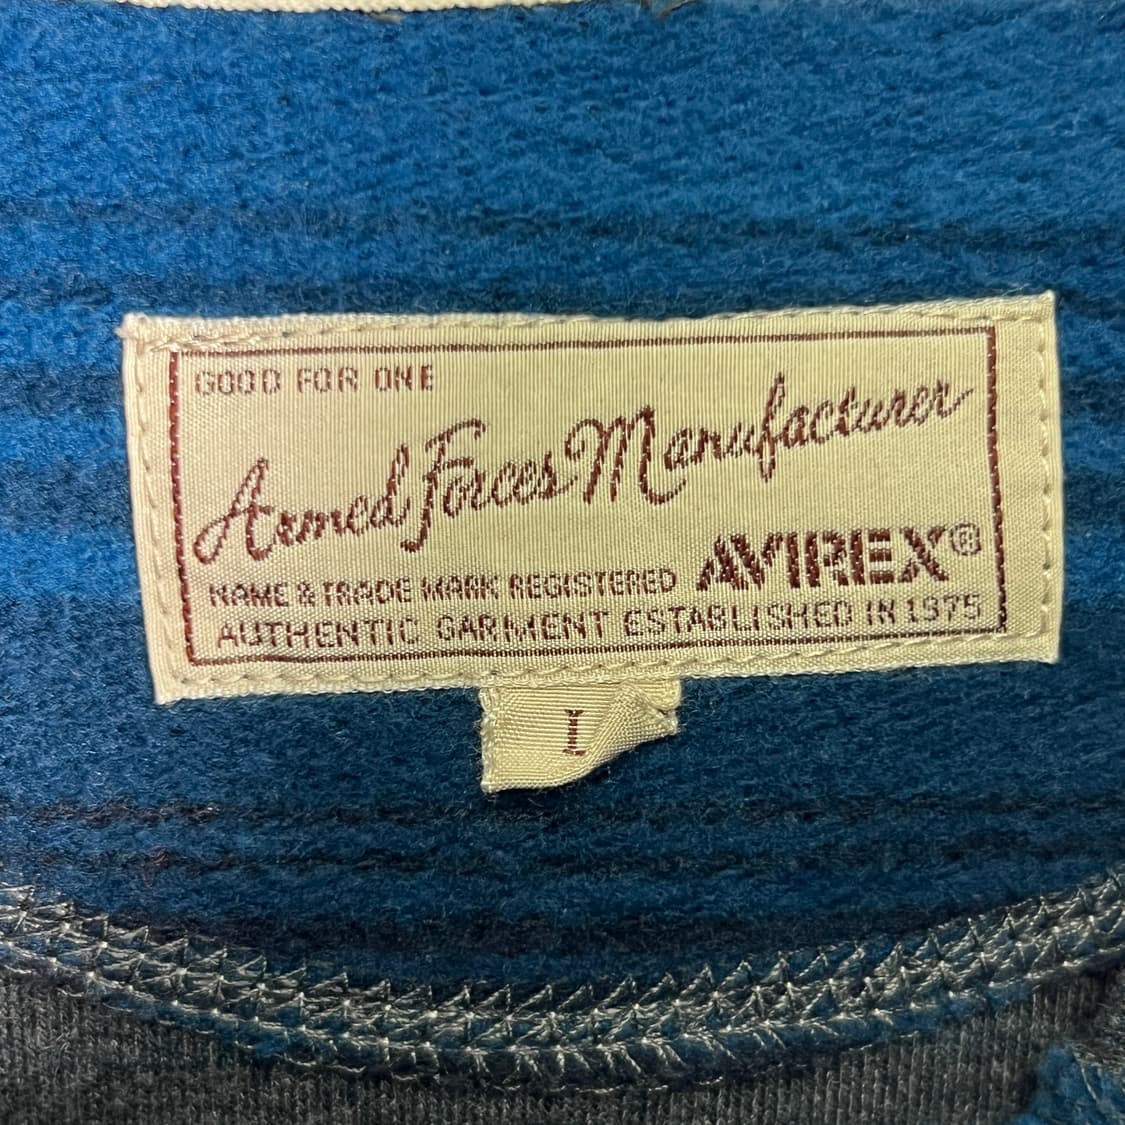 GOOD FOR ONE
Armed Forces Manufacturer
NAME & TRADE MARK REGISTERED AVIREX®
AUTHENTIC GARMENT ESTABLISHED IN 1975
L